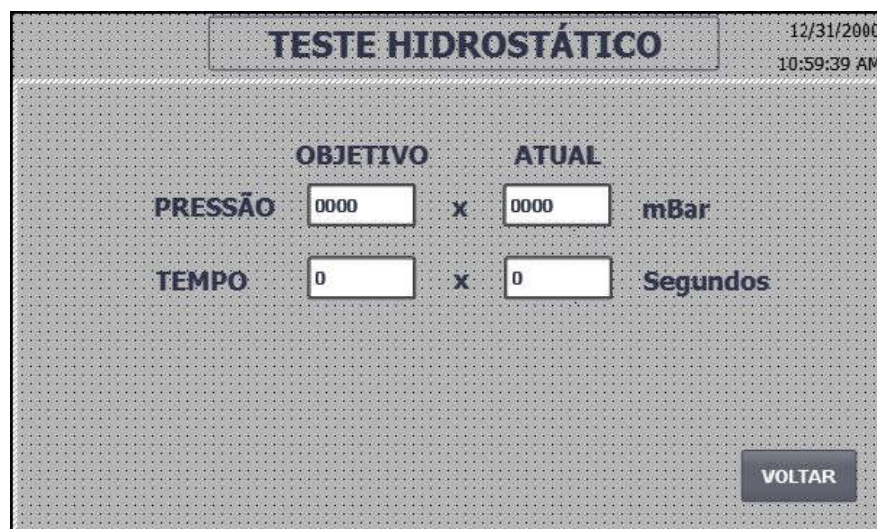 TESTE HIDROSTÁTICO
12/31/2000
10:59:39 AM
OBJETIVO ATUAL
PRESSÃO 0000 x 0000 mBar
TEMPO 0 x 0 Segundos
VOLTAR